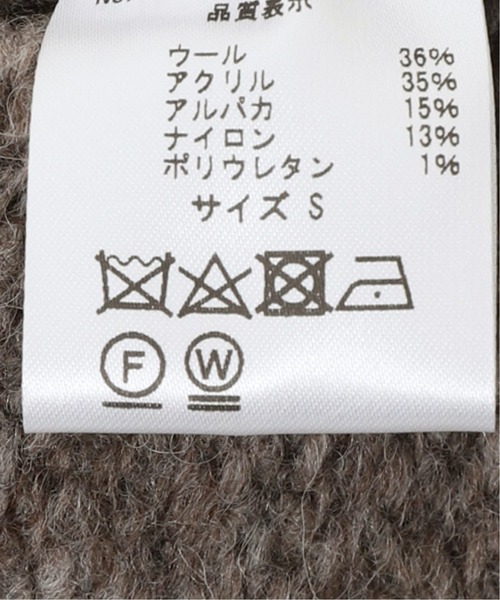 品質表示
ウール 36%
アクリル 35%
アルパカ 15%
ナイロン 13%
ポリウレタン 1%
サイズ S
F W